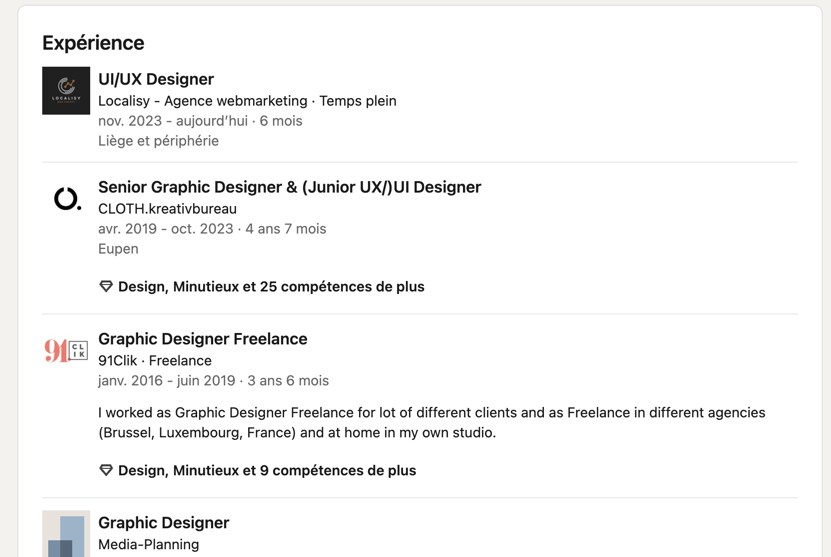 Expérience
UI/UX Designer
LOCALISY
Localisy - Agence webmarketing · Temps plein
nov. 2023 - aujourd’hui · 6 mois
Liège et périphérie
Senior Graphic Designer & (Junior UX/)UI Designer
CLOTH.kreativbureau
avr. 2019 - oct. 2023 · 4 ans 7 mois
Eupen
Design, Minutieux et 25 compétences de plus
Graphic Designer Freelance
91 CLIK
91Clik · Freelance
janv. 2016 - juin 2019 · 3 ans 6 mois
I worked as Graphic Designer Freelance for lot of different clients and as Freelance in different agencies
(Brussel, Luxembourg, France) and at home in my own studio.
Design, Minutieux et 9 compétences de plus
Graphic Designer
Media-Planning